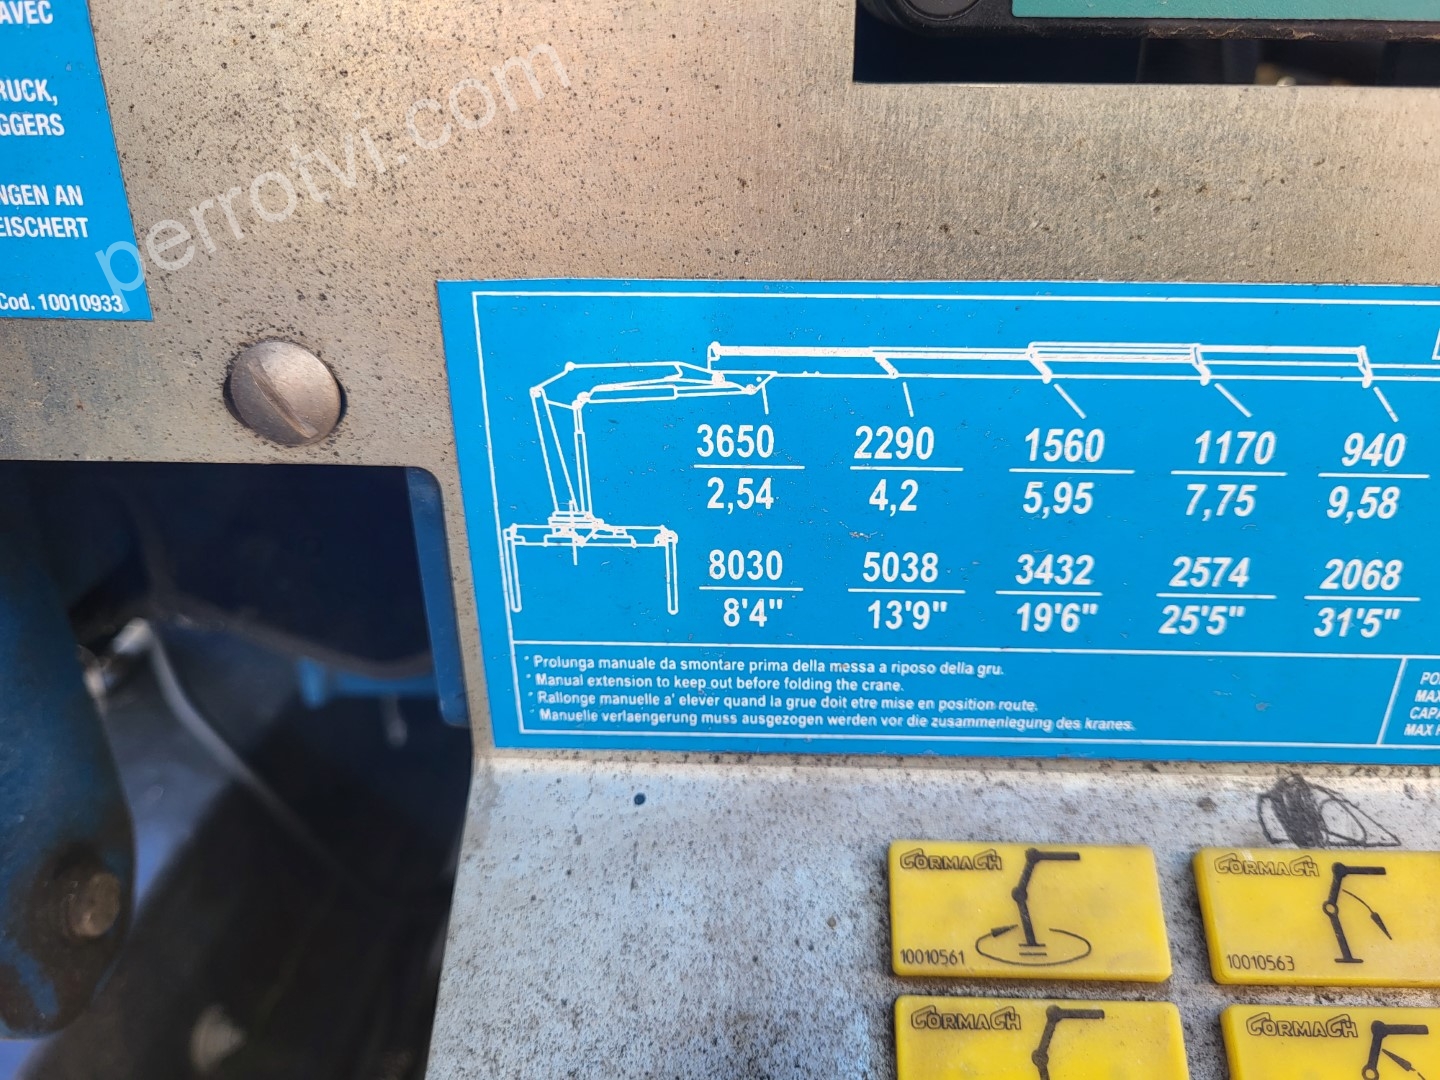 AVEC
RUCK,
GGERS
NGEN AN
EISCHERT
Cod. 10010933
perrotvi.com
3650 2290 1560 1170 940
2,54 4,2 5,95 7,75 9,58
8030 5038 3432 2574 2068
8'4" 13'9" 19'6" 25'5" 31'5"
* Prolunga manuale da smontare prima della messa a riposo della gru.
* Manual extension to keep out before folding the crane.
* Rallonge manuelle a' elever quand la grue doit etre mise en position route.
* Manuelle verlaengerung muss ausgezogen werden vor die zusammenlegung des kranes.
PO
MAX
CAPA
MAX H
CORMACH CORMACH
10010561 10010563
CORMACH CORMACH